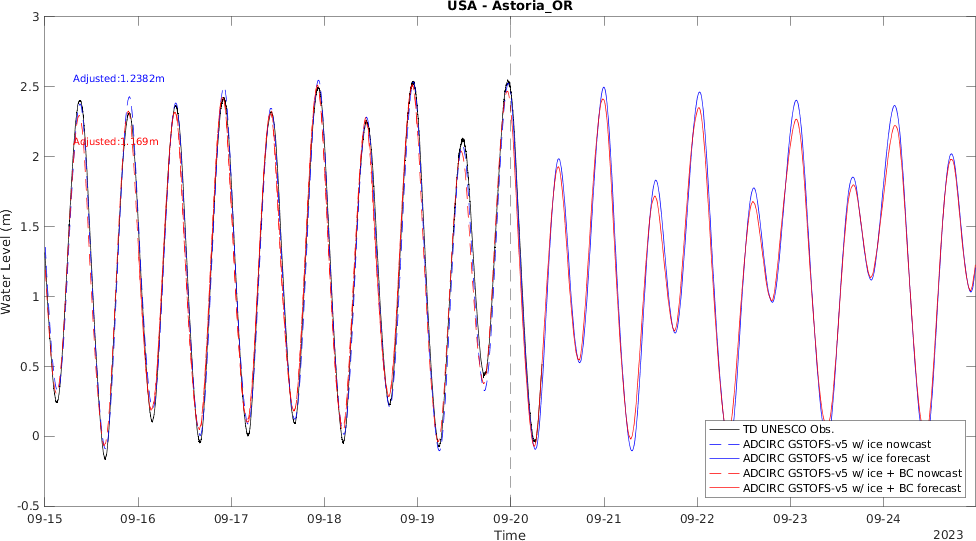 USA - Astoria_OR
3
2.5
2
1.5
1
0.5
0
-0.5
Water Level (m)
Adjusted:1.2382m
Adjusted:1.169m
TD UNESCO Obs.
ADCIRC GSTOFS-v5 w/ ice nowcast
ADCIRC GSTOFS-v5 w/ ice forecast
ADCIRC GSTOFS-v5 w/ ice + BC nowcast
ADCIRC GSTOFS-v5 w/ ice + BC forecast
09-15 09-16 09-17 09-18 09-19 09-20 09-21 09-22 09-23 09-24
Time
2023